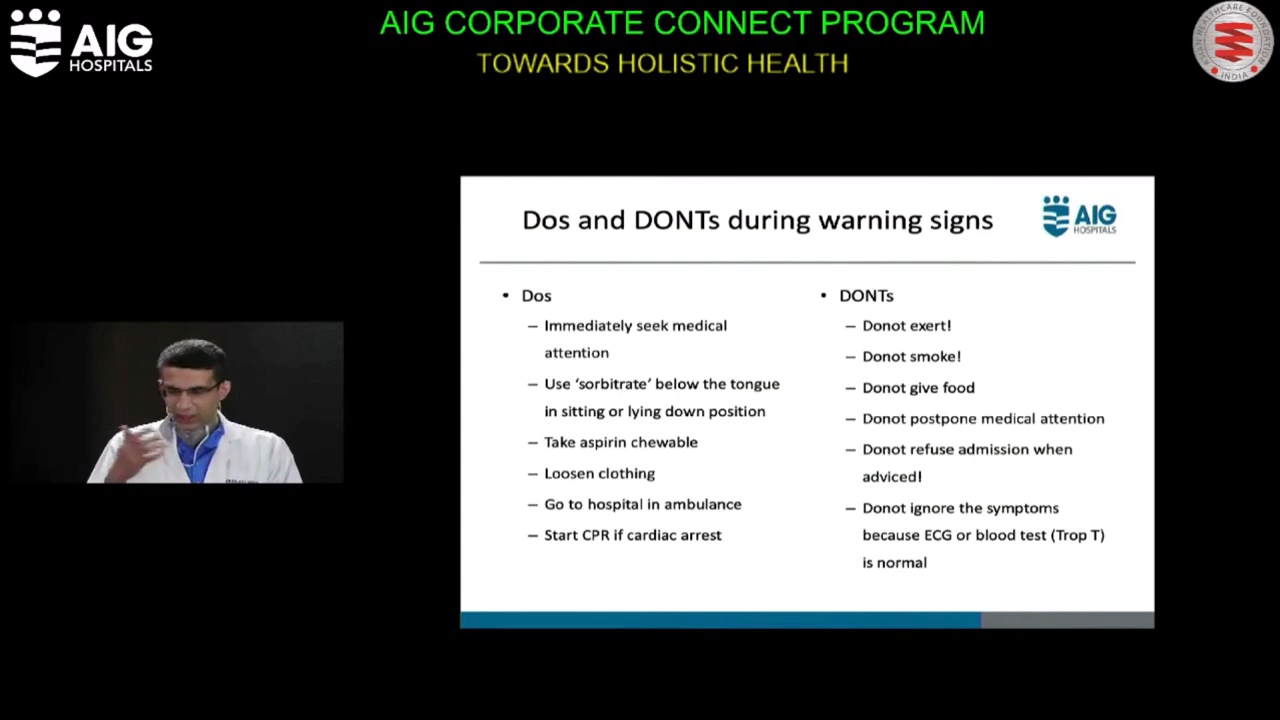 AIG
HOSPITALS
AIG CORPORATE CONNECT PROGRAM
TOWARDS HOLISTIC HEALTH
ASIAN HEALTHCARE FOUNDATION
INDIA
Dos and DONTs during warning signs
AIG
HOSPITALS
• Dos
– Immediately seek medical
attention
– Use ‘sorbitrate’ below the tongue
in sitting or lying down position
– Take aspirin chewable
– Loosen clothing
– Go to hospital in ambulance
– Start CPR if cardiac arrest
• DONTs
– Donot exert!
– Donot smoke!
– Donot give food
– Donot postpone medical attention
– Donot refuse admission when
adviced!
– Donot ignore the symptoms
because ECG or blood test (Trop T)
is normal